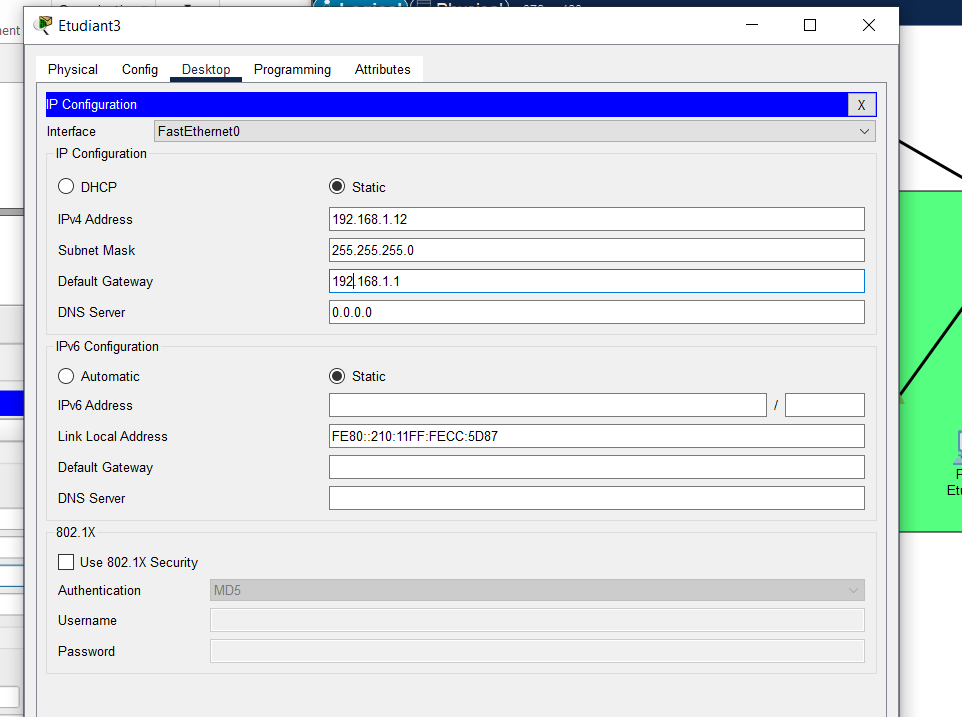 Etudiant3
Physical Config Desktop Programming Attributes
IP Configuration X
Interface FastEthernet0
IP Configuration
DHCP Static
IPv4 Address 192.168.1.12
Subnet Mask 255.255.255.0
Default Gateway 192.168.1.1
DNS Server 0.0.0.0
IPv6 Configuration
Automatic Static
IPv6 Address /
Link Local Address FE80::210:11FF:FECC:5D87
Default Gateway
DNS Server
802.1X
Use 802.1X Security
Authentication MD5
Username
Password